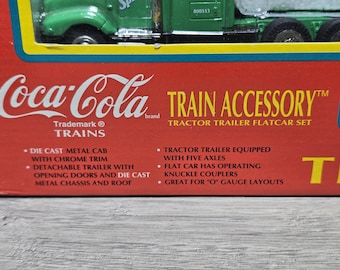 Coca-Cola brand
Trademark ®
TRAINS
TRAIN ACCESSORY™
TRACTOR TRAILER FLATCAR SET
• DIE CAST METAL CAB
WITH CHROME TRIM
• DETACHABLE TRAILER WITH
OPENING DOORS AND DIE CAST
METAL CHASSIS AND ROOF
• TRACTOR TRAILER EQUIPPED
WITH FIVE AXLES
• FLAT CAR HAS OPERATING
KNUCKLE COUPLERS
• GREAT FOR "O" GAUGE LAYOUTS
T